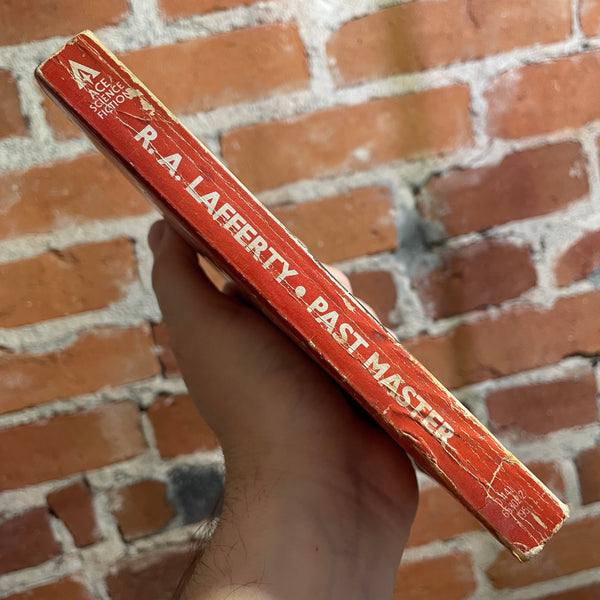 ACE/
SCIENCE
FICTION
R. A. LAFFERTY • PAST MASTER